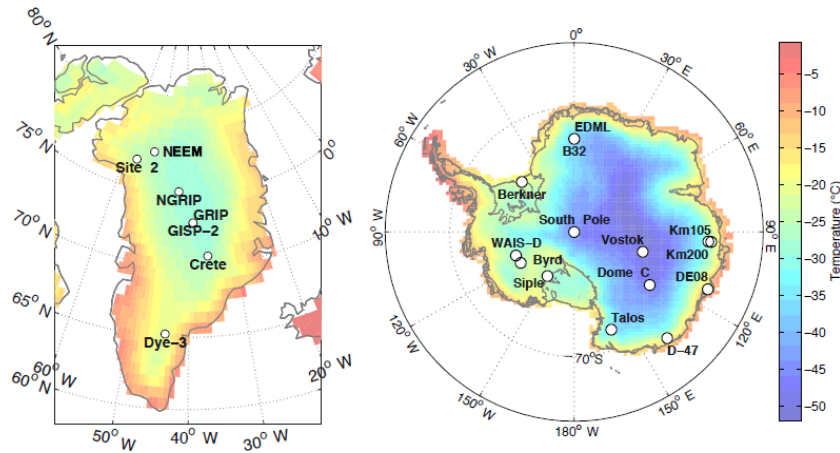 80° N
75° N
70° N
65° N
60° N
60° W
50° W
40° W
30° W
20° W
10° W
0°
NEEM
Site 2
NGRIP
GRIP
GISP-2
Crete
Dye-3
0°
30° E
60° E
90° E
120° E
150° E
180° W
150° W
120° W
90° W
60° W
30° W
-70°S
EDML
B32
Berkner
South Pole
WAIS-D
Byrd
Siple
Vostok
Dome C
Km105
Km200
DE08
Talos
D-47
-5
-10
-15
-20
-25
-30
-35
-40
-45
-50
Temperature (°C)